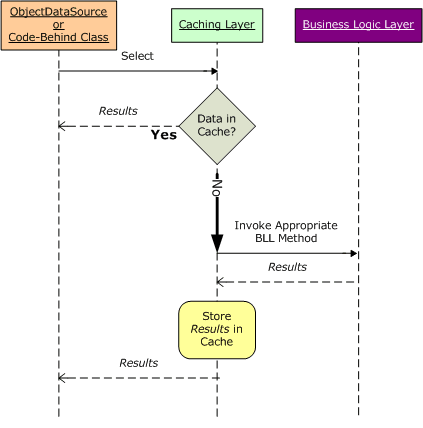 ObjectDataSource
or
Code-Behind Class
Caching Layer
Business Logic Layer
Select
Results
Yes
Data in
Cache?
No
Invoke Appropriate
BLL Method
Results
Store
Results in
Cache
Results